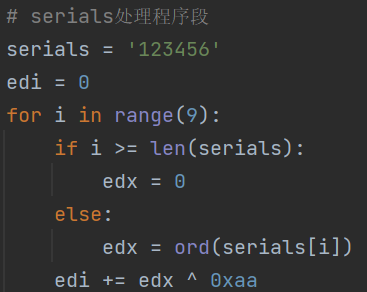 # serials处理程序段
serials = '123456'
edi = 0
for i in range(9):
    if i >= len(serials):
        edx = 0
    else:
        edx = ord(serials[i])
    edi += edx ^ 0xaa